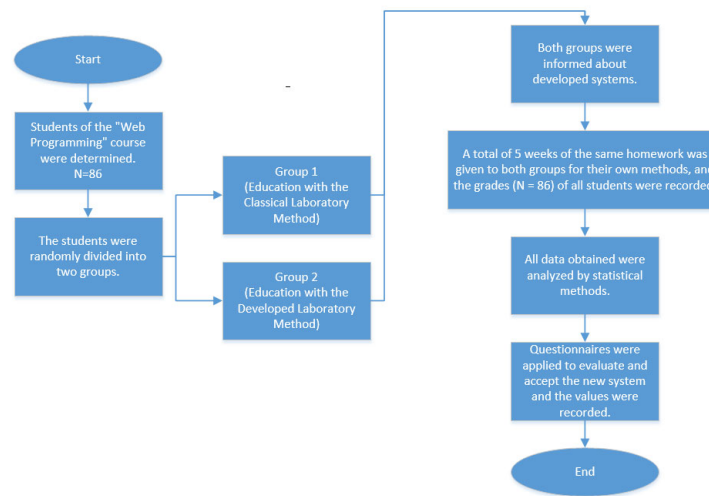 Start
Students of the "Web
Programming" course
were determined.
N=86
The students were
randomly divided into
two groups.
Group 1
(Education with the
Classical Laboratory
Method)
Group 2
(Education with the
Developed Laboratory
Method)
Both groups were
informed about
developed systems.
A total of 5 weeks of the same homework was
given to both groups for their own methods, and
the grades (N = 86) of all students were recorded
All data obtained were
analyzed by statistical
methods.
Questionnaires were
applied to evaluate and
accept the new system
and the values were
recorded.
End